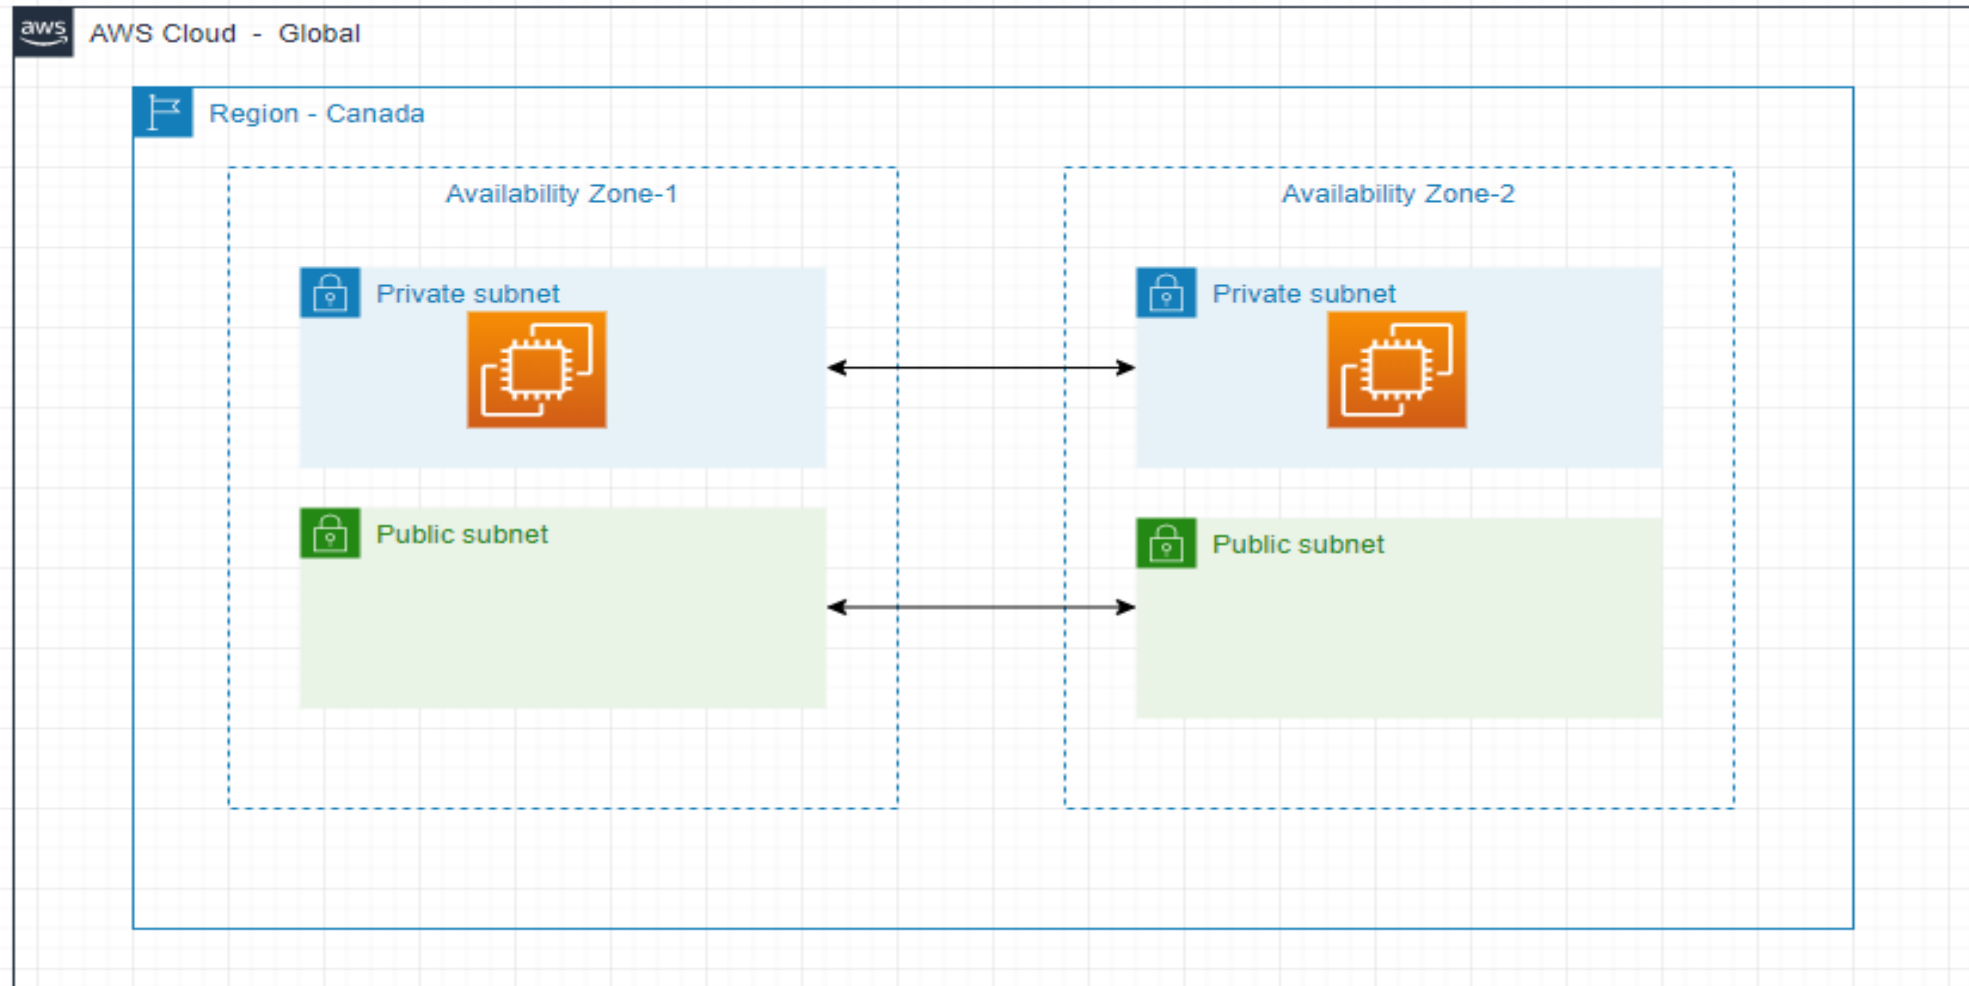 aws
AWS Cloud - Global
Region - Canada
Availability Zone-1
Availability Zone-2
Private subnet
Private subnet
Public subnet
Public subnet